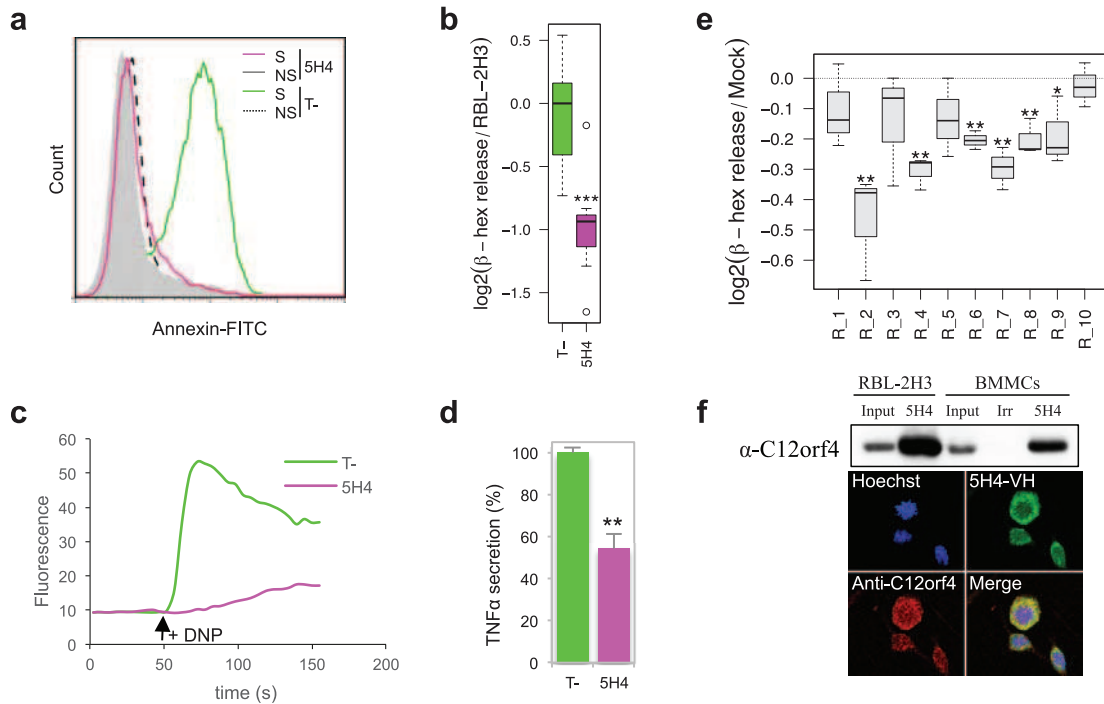 a
S
NS
5H4
S
NS
T-
Count
Annexin-FITC
b
log2(β – hex release / RBL–2H3)
0.5
0.0
−0.5
−1.0
−1.5
***
T-
5H4
e
log2(β – hex release / Mock)
0.0
−0.1
−0.2
−0.3
−0.4
−0.5
−0.6
**
**
**
**
**
*
R_1
R_2
R_3
R_4
R_5
R_6
R_7
R_8
R_9
R_10
c
Fluorescence
60
50
40
30
20
10
0
T-
5H4
+ DNP
0
50
100
150
200
time (s)
d
TNFα secretion (%)
100
80
60
40
20
0
**
T-
5H4
f
RBL-2H3 BMMCs
Input 5H4 Input Irr 5H4
α-C12orf4
Hoechst
5H4-VH
Anti-C12orf4
Merge